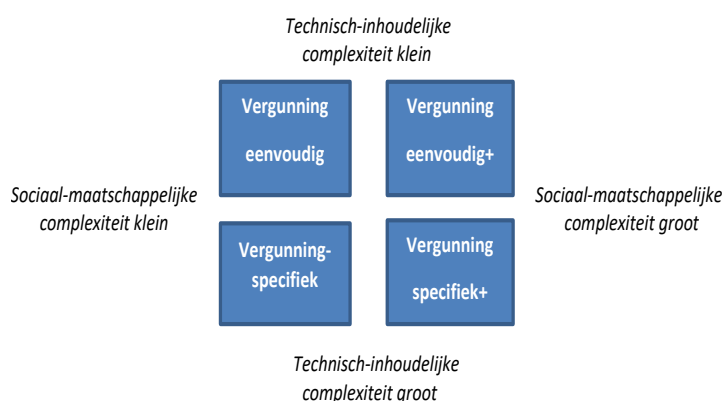 Technisch-inhoudelijke
complexiteit klein
Vergunning
eenvoudig
Vergunning
eenvoudig+
Sociaal-maatschappelijke
complexiteit klein
Sociaal-maatschappelijke
complexiteit groot
Vergunning-
specifiek
Vergunning
specifiek+
Technisch-inhoudelijke
complexiteit groot